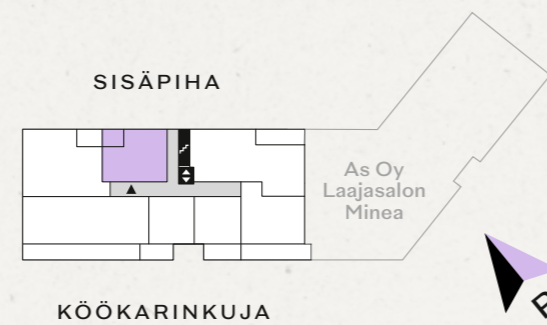 SISÄPIHA
As Oy
Laajasalon
Minea
KÖÖKARINKUJA
P